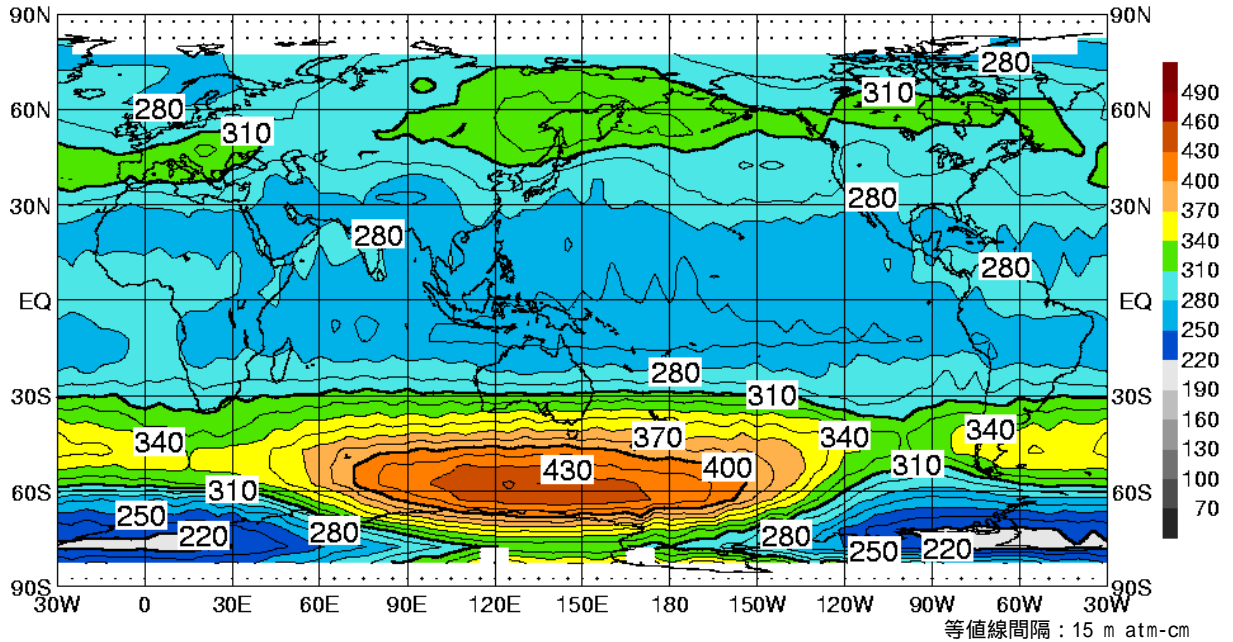 90N 90N
280
280 310
490
60N 60N
310
460
430
400
30N 280 30N
370
280
340
280
310
EQ EQ
280
250
280
220
30S 310 30S
190
340 370 340 340
160
430 400 310
130
60S 310 60S
100
250 220 280 280 250 220
70
90S 90S
30W 0 30E 60E 90E 120E 150E 180 150W 120W 90W 60W 30W
等値線間隔：15 m atm-cm